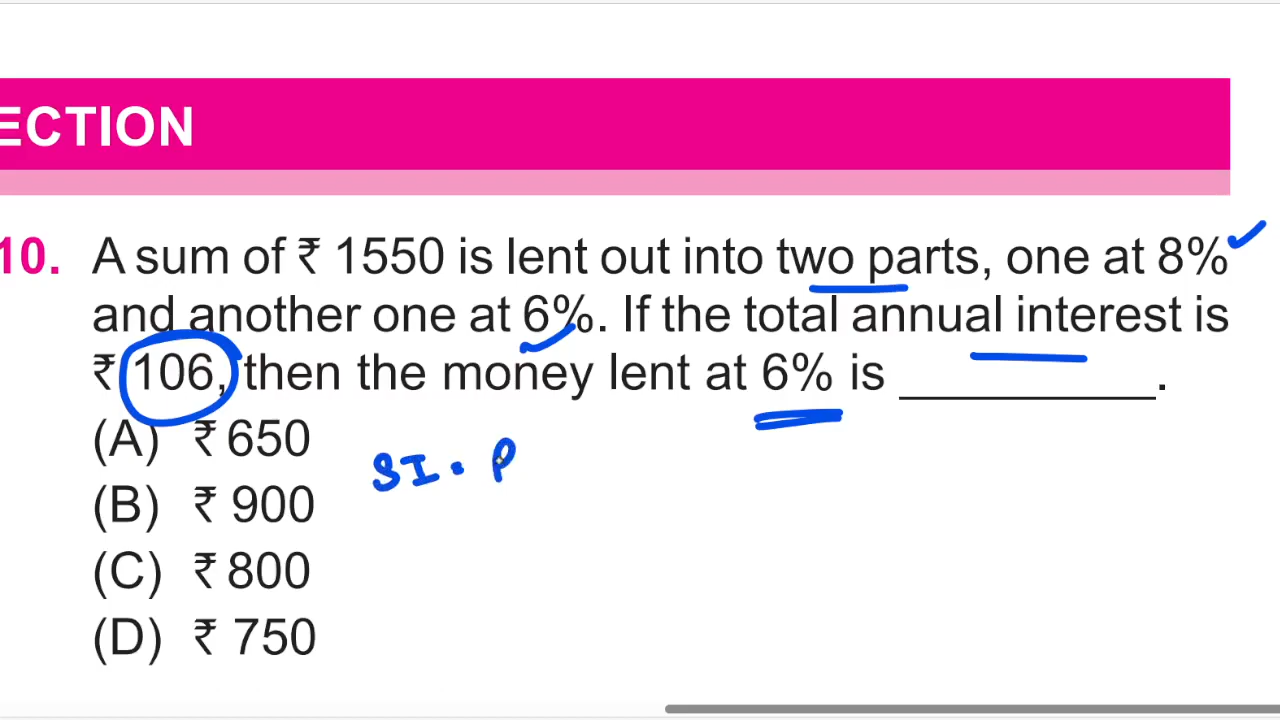 ECTION
10. A sum of ₹ 1550 is lent out into two parts, one at 8%
and another one at 6%. If the total annual interest is
₹ 106, then the money lent at 6% is __________.
(A) ₹ 650
SI. P
(B) ₹ 900
(C) ₹ 800
(D) ₹ 750